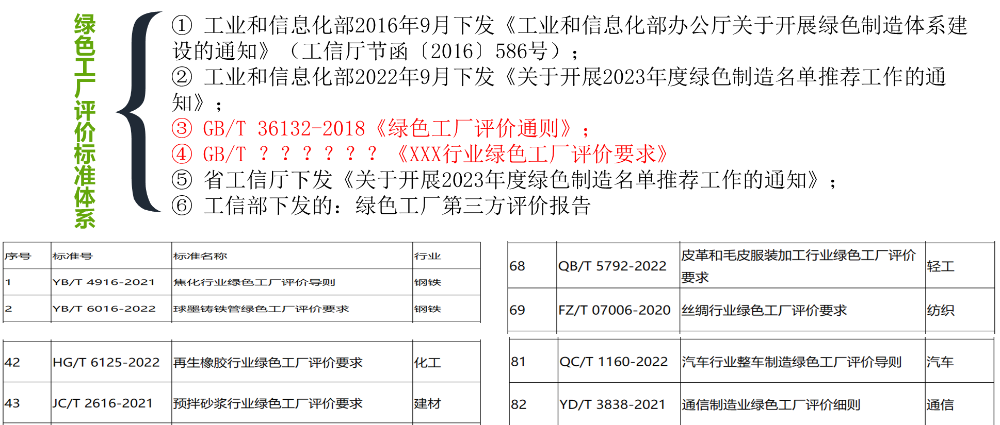 绿色工厂评价标准体系
① 工业和信息化部2016年9月下发《工业和信息化部办公厅关于开展绿色制造体系建
设的通知》（工信厅节函〔2016〕586号）；
② 工业和信息化部2022年9月下发《关于开展2023年度绿色制造名单推荐工作的通
知》；
③ GB/T 36132-2018《绿色工厂评价通则》；
④ GB/T ？？？？？？《XXX行业绿色工厂评价要求》
⑤ 省工信厅下发《关于开展2023年度绿色制造名单推荐工作的通知》；
⑥ 工信部下发的：绿色工厂第三方评价报告
序号 标准号 标准名称 行业
1 YB/T 4916-2021 焦化行业绿色工厂评价导则 钢铁
2 YB/T 6016-2022 球墨铸铁管绿色工厂评价要求 钢铁
42 HG/T 6125-2022 再生橡胶行业绿色工厂评价要求 化工
43 JC/T 2616-2021 预拌砂浆行业绿色工厂评价要求 建材
68 QB/T 5792-2022 皮革和毛皮服装加工行业绿色工厂评价
要求 轻工
69 FZ/T 07006-2020 丝绸行业绿色工厂评价要求 纺织
81 QC/T 1160-2022 汽车行业整车制造绿色工厂评价导则 汽车
82 YD/T 3838-2021 通信制造业绿色工厂评价细则 通信